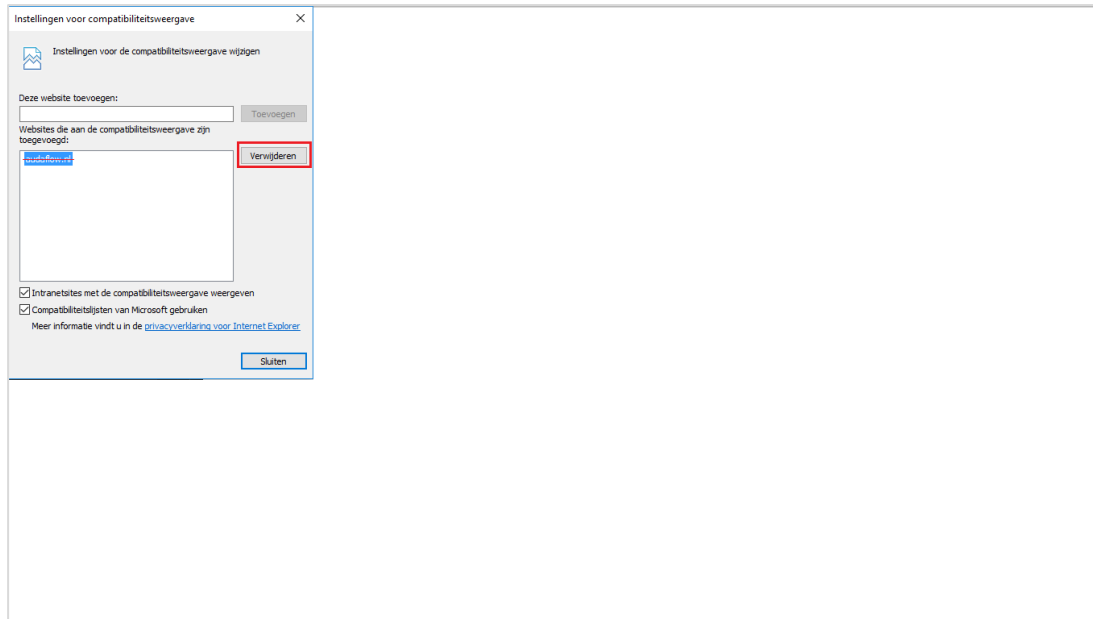 Instellingen voor compatibiliteitsweergave
Instellingen voor de compatibiliteitsweergave wijzigen
Deze website toevoegen:
Toevoegen
Websites die aan de compatibiliteitsweergave zijn
toegevoegd:
audaflow.nl
Verwijderen
Intranetsites met de compatibiliteitsweergave weergeven
Compatibiliteitslijsten van Microsoft gebruiken
Meer informatie vindt u in de privacyverklaring voor Internet Explorer
Sluiten